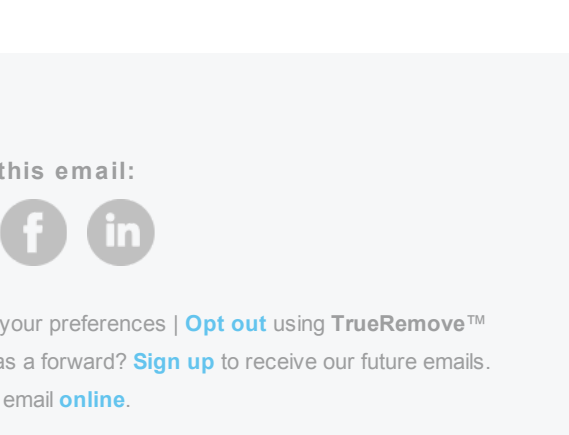 this email:
f in
your preferences | Opt out using TrueRemove™
as a forward? Sign up to receive our future emails.
email online.